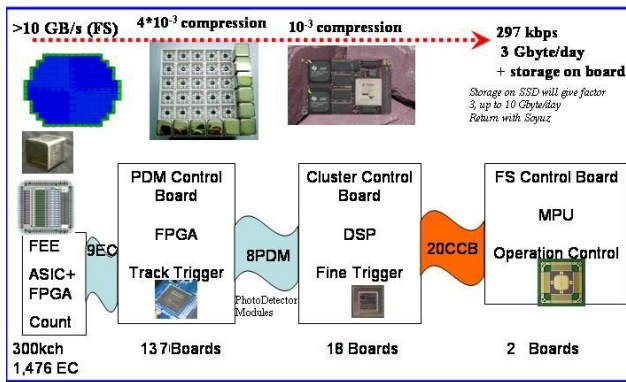 >10 GB/s (FS)
4*10-3 compression
10-3 compression
297 kbps
3 Gbyte/day
+ storage on board
Storage on SSD will give factor
3, up to 10 Gbyte/day
Return with Soyuz
FEE
ASIC+
FPGA
Count
9EC
PDM Control
Board
FPGA
Track Trigger
8PDM
PhotoDetector
Modules
Cluster Control
Board
DSP
Fine Trigger
20CCB
FS Control Board
MPU
Operation Control
300kch
1,476 EC
137 Boards
18 Boards
2 Boards